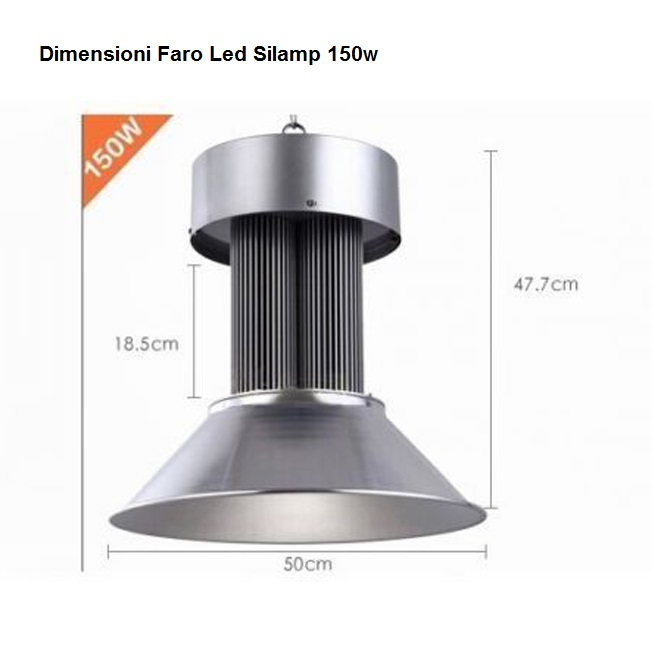 Dimensioni Faro Led Silamp 150w
150W
47.7cm
18.5cm
50cm